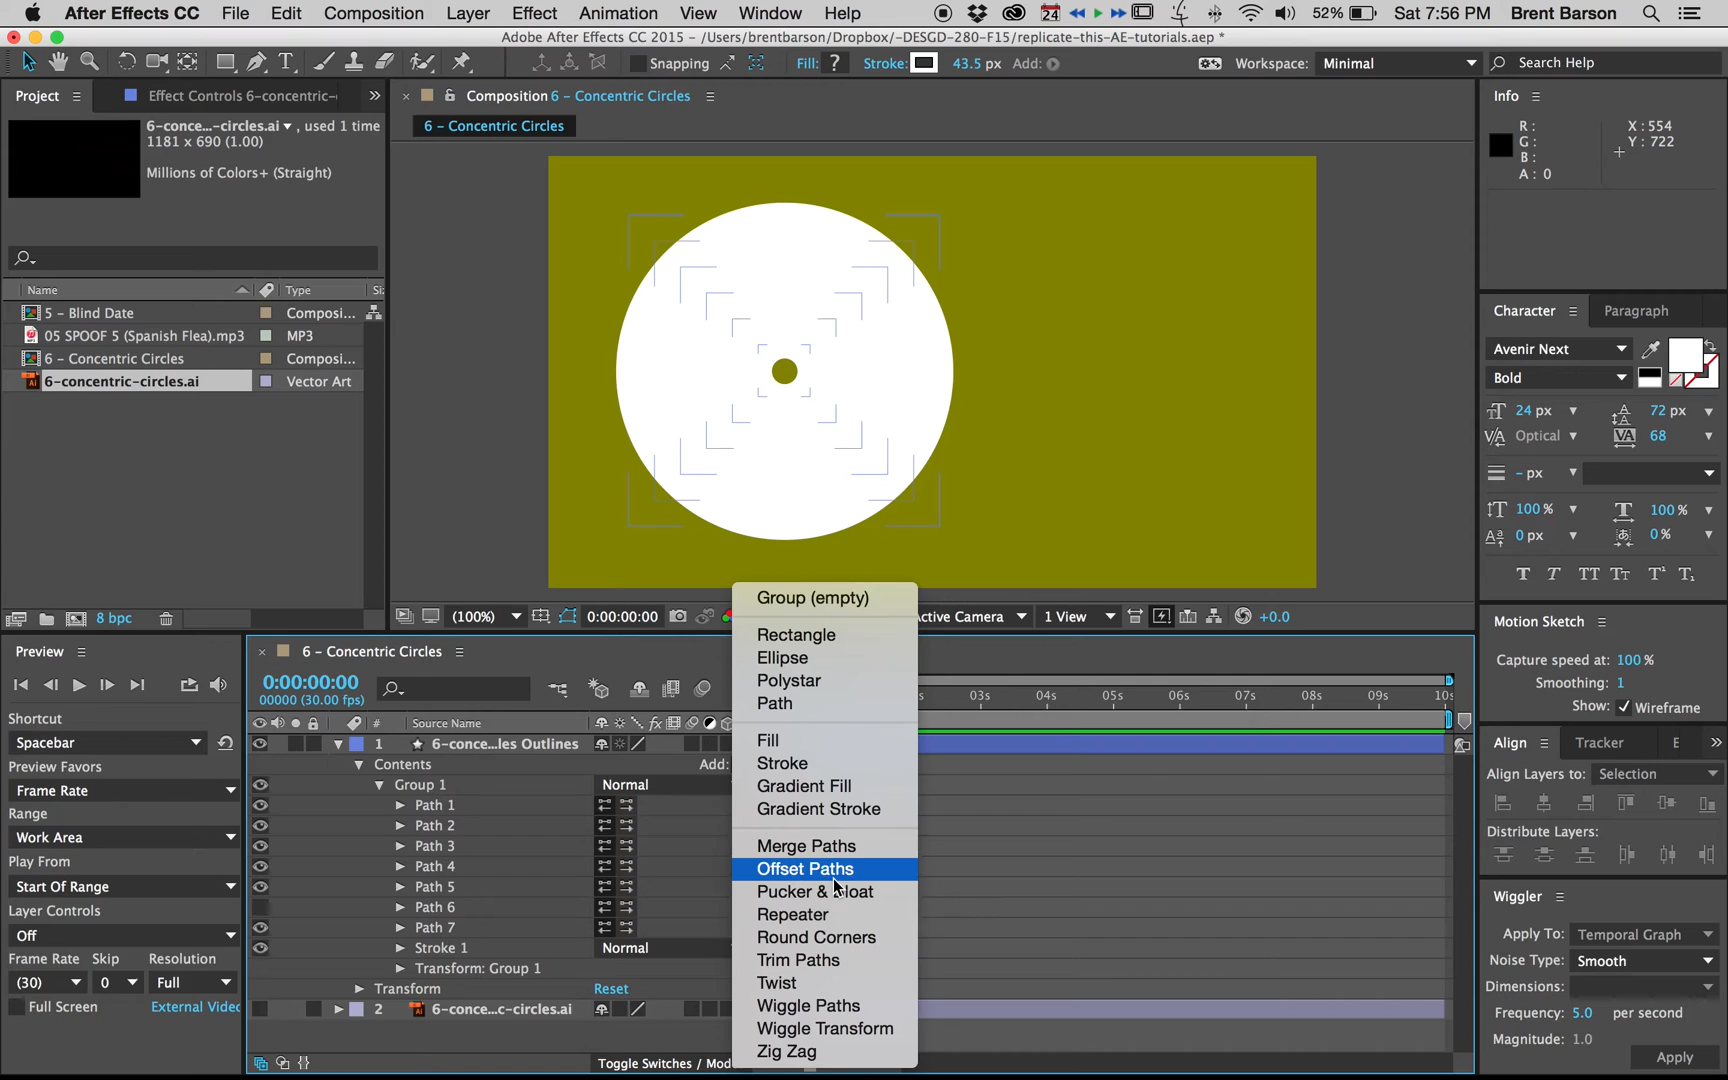 After Effects CC File Edit Composition Layer Effect Animation View Window Help 24 52% Sat 7:56 PM Brent Barson
Adobe After Effects CC 2015 - /Users/brentbarson/Dropbox/-DESGD-280-F15/replicate-this-AE-tutorials.aep *
Snapping Fill: ? Stroke: 43.5 px Add: Workspace: Minimal Search Help
Project Effect Controls 6-concentric-
6-conce...-circles.ai , used 1 time
1181 x 690 (1.00)
Millions of Colors+ (Straight)
Name Type
5 – Blind Date Composi...
05 SPOOF 5 (Spanish Flea).mp3 MP3
6 – Concentric Circles Composi...
6-concentric-circles.ai Vector Art
8 bpc
Composition 6 – Concentric Circles
6 – Concentric Circles
(100%) 0:00:00:00 Active Camera 1 View +0.0
Info
R: X: 554
G: Y: 722
B:
A: 0
Character Paragraph
Avenir Next
Bold
24 px 72 px
Optical 68
- px
100 % 100 %
0 px 0 %
T T TT TT T¹ T₁
Motion Sketch
Capture speed at: 100 %
Smoothing: 1
Show: Wireframe
Align Tracker E
Align Layers to: Selection
Distribute Layers:
Wiggler
Apply To: Temporal Graph
Noise Type: Smooth
Dimensions:
Frequency: 5.0 per second
Magnitude: 1.0
Apply
Preview
Shortcut
Spacebar
Preview Favors
Frame Rate
Range
Work Area
Play From
Start Of Range
Layer Controls
Off
Frame Rate Skip Resolution
(30) 0 Full
Full Screen External Video
6 – Concentric Circles
0:00:00:00
00000 (30.00 fps)
03s 04s 05s 06s 07s 08s 09s 10s
# Source Name
1 6-conce...les Outlines
Contents Add:
Group 1 Normal
Path 1
Path 2
Path 3
Path 4
Path 5
Path 6
Path 7
Stroke 1 Normal
Transform: Group 1
Transform Reset
2 6-conce...c-circles.ai
Toggle Switches / Mod
Group (empty)
Rectangle
Ellipse
Polystar
Path
Fill
Stroke
Gradient Fill
Gradient Stroke
Merge Paths
Offset Paths
Pucker & Bloat
Repeater
Round Corners
Trim Paths
Twist
Wiggle Paths
Wiggle Transform
Zig Zag